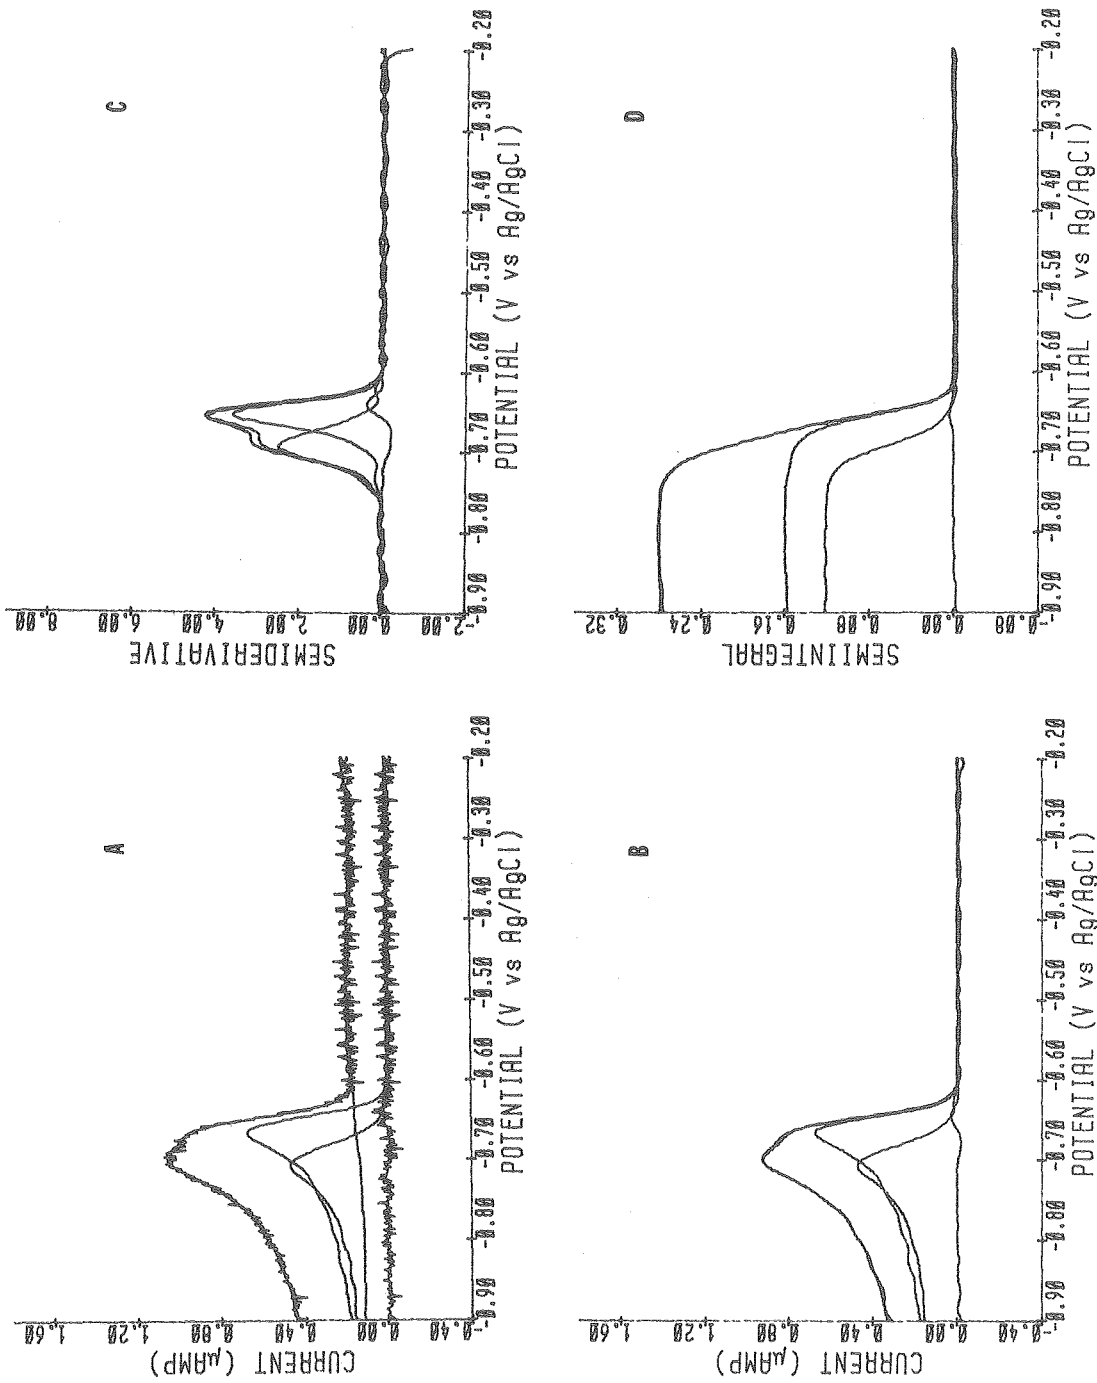 A
CURRENT (µAMP)
1.60
1.20
0.80
0.40
0.00
-0.40
-0.90 -0.80 -0.70 -0.60 -0.50 -0.40 -0.30 -0.20
POTENTIAL (V vs Ag/AgCl)
B
CURRENT (µAMP)
1.60
1.20
0.80
0.40
0.00
-0.40
-0.90 -0.80 -0.70 -0.60 -0.50 -0.40 -0.30 -0.20
POTENTIAL (V vs Ag/AgCl)
C
SEMIDERIVATIVE
8.00
6.00
4.00
2.00
0.00
-2.00
-0.90 -0.80 -0.70 -0.60 -0.50 -0.40 -0.30 -0.20
POTENTIAL (V vs Ag/AgCl)
D
SEMIINTEGRAL
0.32
0.24
0.16
0.08
0.00
-0.08
-0.90 -0.80 -0.70 -0.60 -0.50 -0.40 -0.30 -0.20
POTENTIAL (V vs Ag/AgCl)